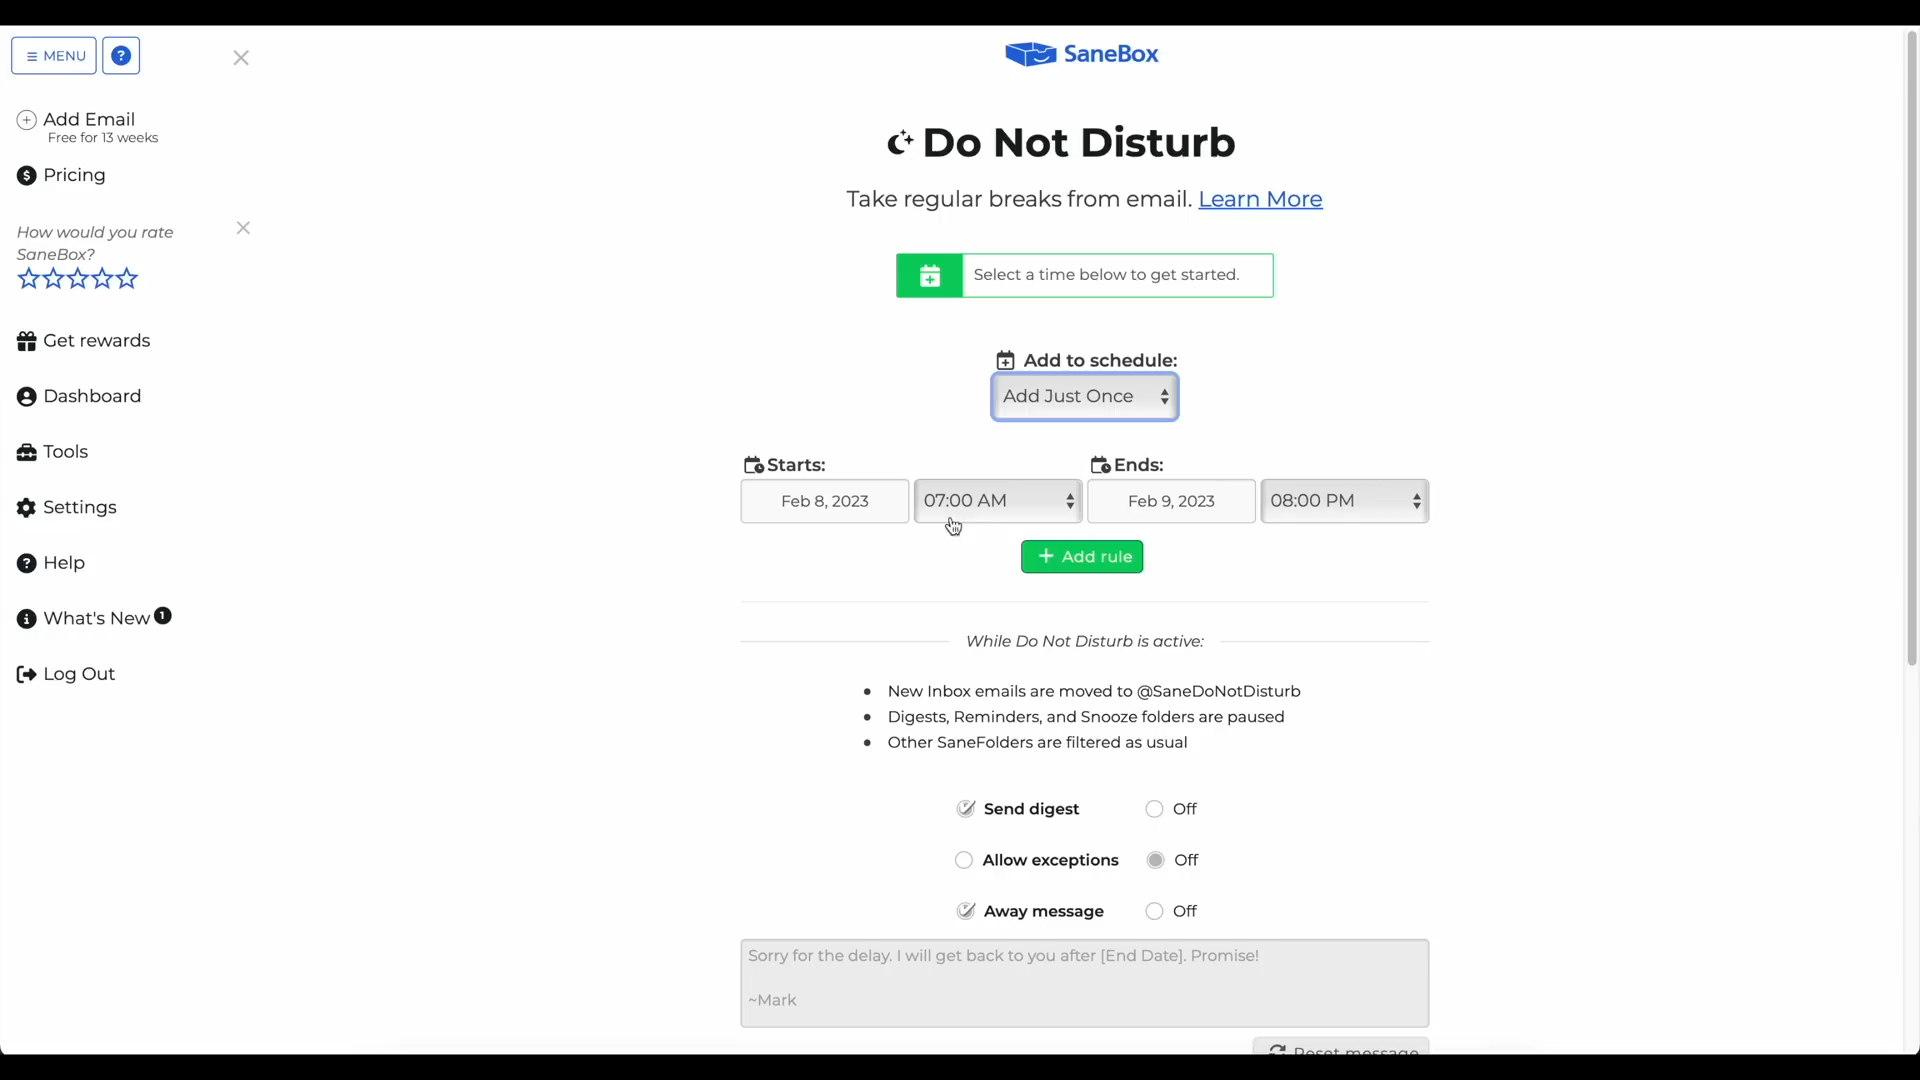 MENU
?
SaneBox
Add Email
Free for 13 weeks
Pricing
How would you rate
SaneBox?
Get rewards
Dashboard
Tools
Settings
Help
What's New 1
Log Out
Do Not Disturb
Take regular breaks from email. Learn More
Select a time below to get started.
Add to schedule:
Add Just Once
Starts: Ends:
Feb 8, 2023 07:00 AM Feb 9, 2023 08:00 PM
+ Add rule
While Do Not Disturb is active:
• New Inbox emails are moved to @SaneDoNotDisturb
• Digests, Reminders, and Snooze folders are paused
• Other SaneFolders are filtered as usual
Send digest Off
Allow exceptions Off
Away message Off
Sorry for the delay. I will get back to you after [End Date]. Promise!
~Mark
Reset message